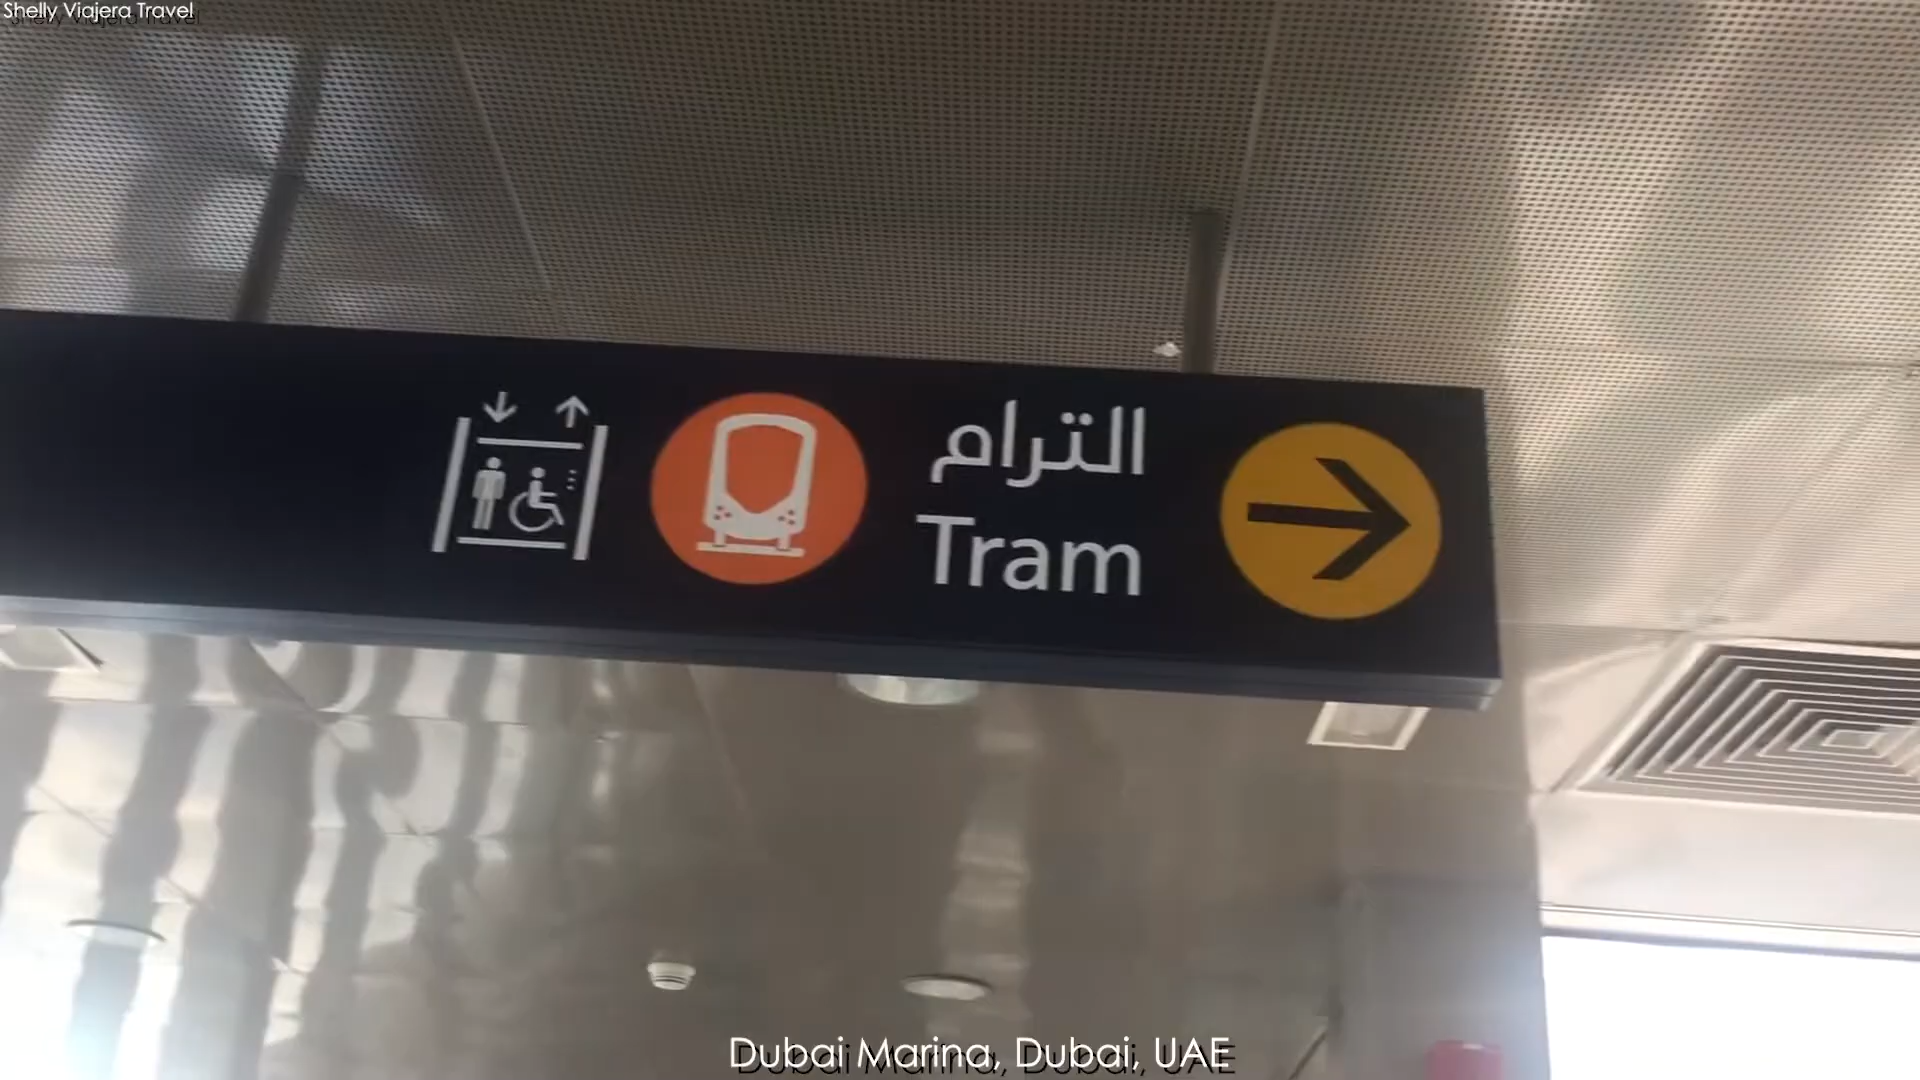 Shelly Viajera Travel
الترام
Tram
Dubai Marina, Dubai, UAE